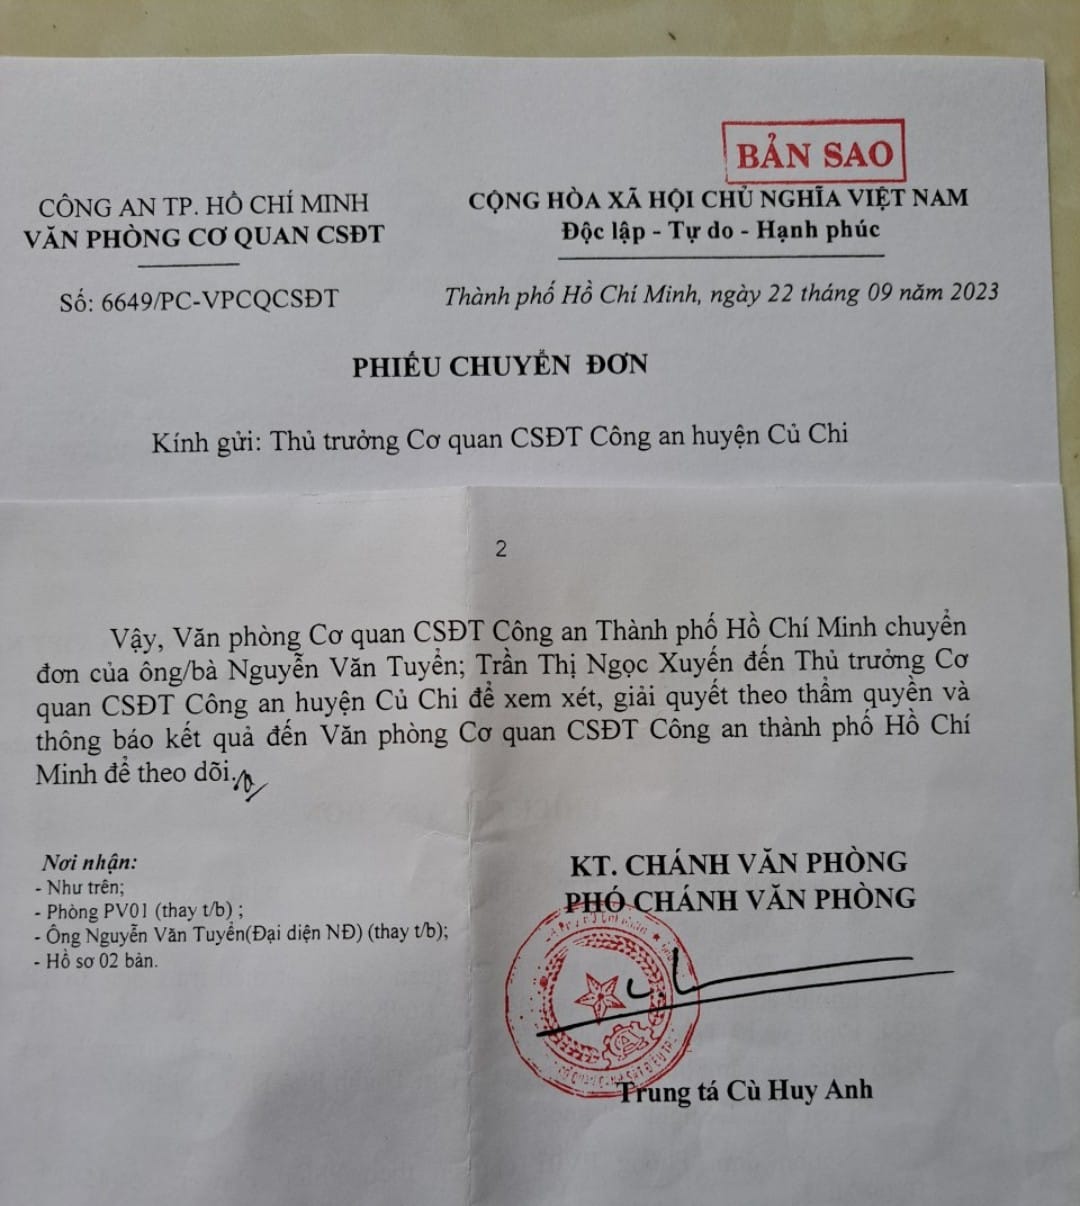 BẢN SAO
CÔNG AN TP. HỒ CHÍ MINH
VĂN PHÒNG CƠ QUAN CSĐT
CỘNG HÒA XÃ HỘI CHỦ NGHĨA VIỆT NAM
Độc lập - Tự do - Hạnh phúc
Số: 6649/PC-VPCQCSĐT
Thành phố Hồ Chí Minh, ngày 22 tháng 09 năm 2023
PHIẾU CHUYỂN ĐƠN
Kính gửi: Thủ trưởng Cơ quan CSĐT Công an huyện Củ Chi
2
Vậy, Văn phòng Cơ quan CSĐT Công an Thành phố Hồ Chí Minh chuyển
đơn của ông/bà Nguyễn Văn Tuyển; Trần Thị Ngọc Xuyến đến Thủ trưởng Cơ
quan CSĐT Công an huyện Củ Chi để xem xét, giải quyết theo thẩm quyền và
thông báo kết quả đến Văn phòng Cơ quan CSĐT Công an thành phố Hồ Chí
Minh để theo dõi.
Nơi nhận:
- Như trên;
- Phòng PV01 (thay t/b) ;
- Ông Nguyễn Văn Tuyển(Đại diện NĐ) (thay t/b);
- Hồ sơ 02 bản.
KT. CHÁNH VĂN PHÒNG
PHÓ CHÁNH VĂN PHÒNG
Trung tá Cù Huy Anh